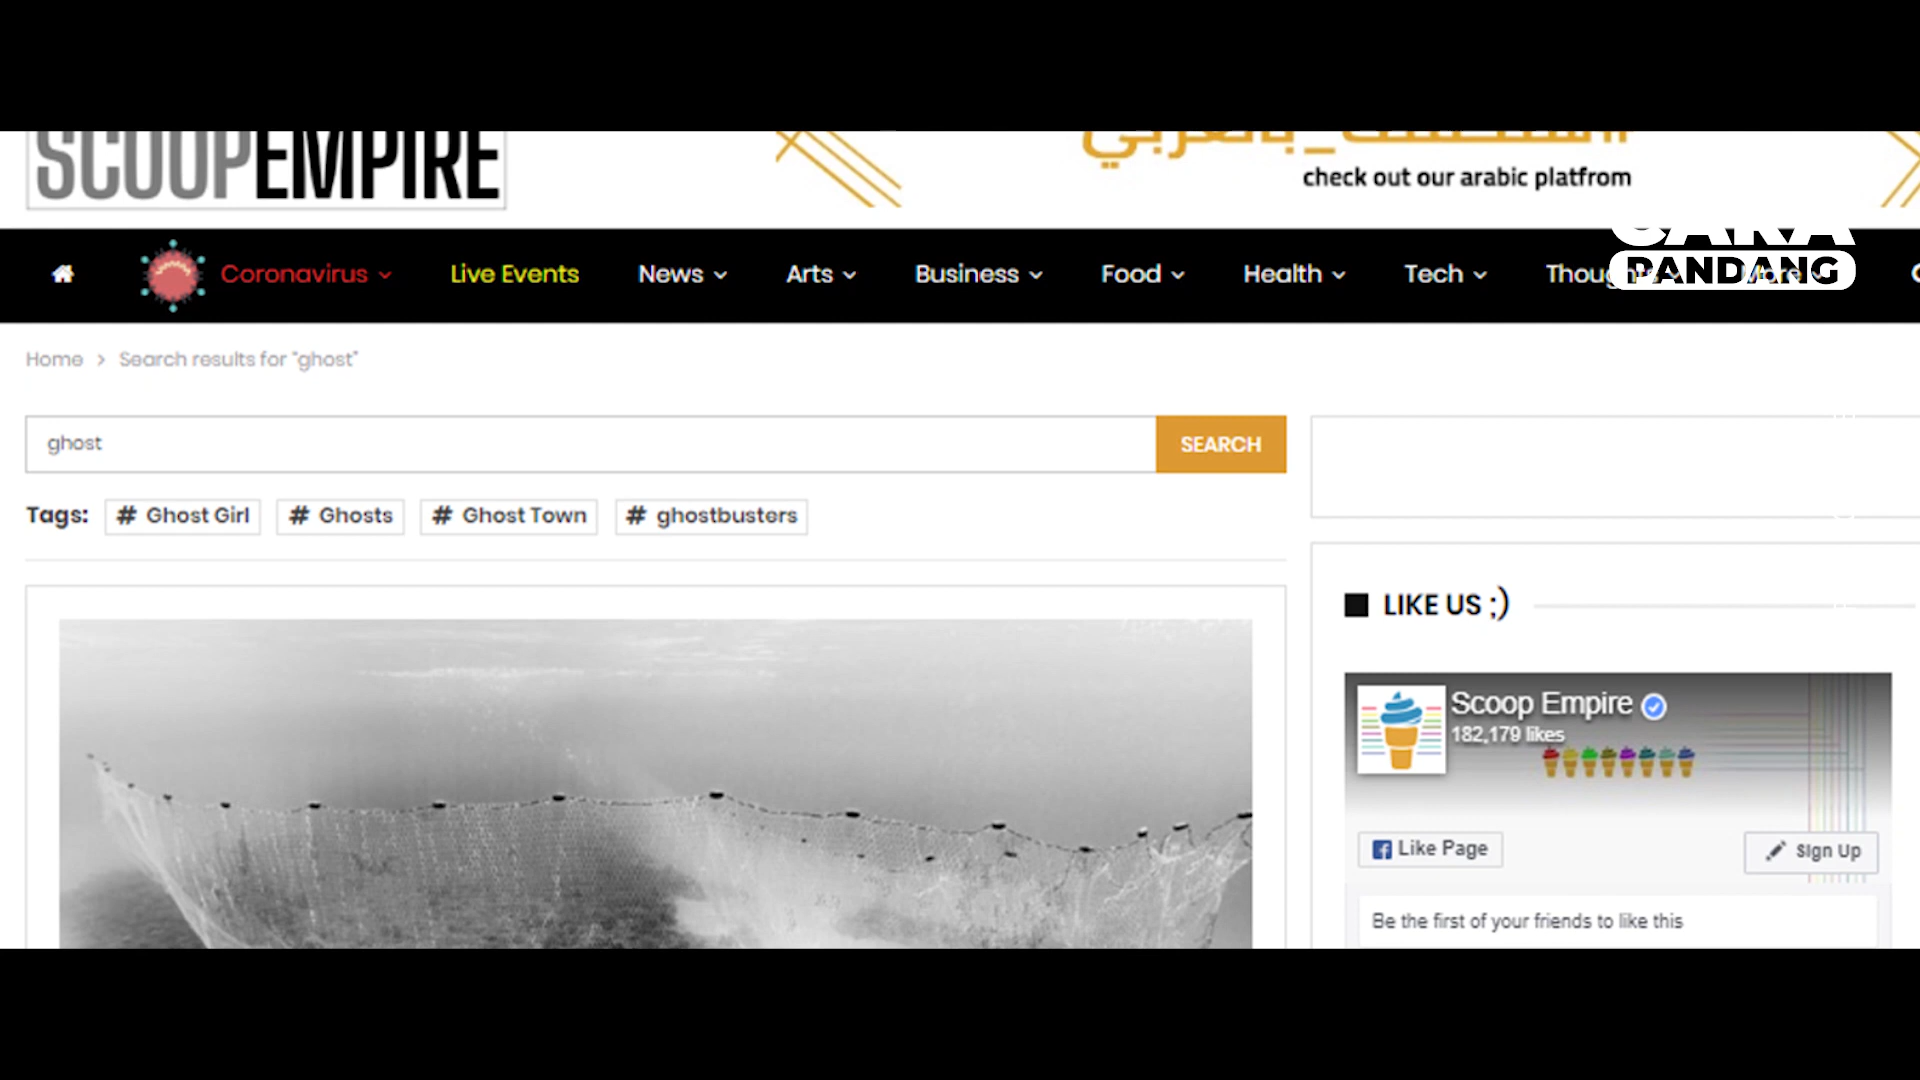 SCOOPEMPIRE
check out our arabic platfrom
Coronavirus
Live Events
News
Arts
Business
Food
Health
Tech
PANDANG
Home > Search results for "ghost"
ghost
SEARCH
Tags:
# Ghost Girl
# Ghosts
# Ghost Town
# ghostbusters
LIKE US ;)
Scoop Empire
182,179 likes
Like Page
Sign Up
Be the first of your friends to like this